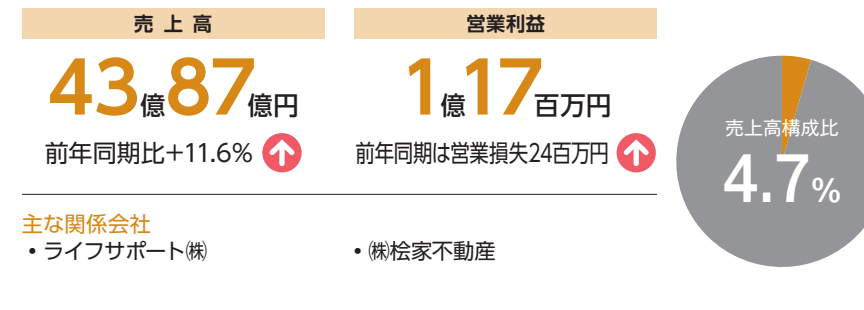 売上高
43億87億円
前年同期比+11.6%
営業利益
1億17百万円
前年同期は営業損失24百万円
売上高構成比
4.7%
主な関係会社
・ライフサポート㈱
・㈱桧家不動産